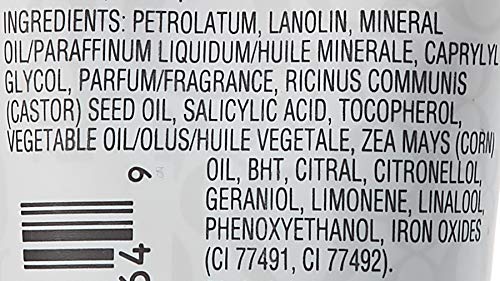 INGREDIENTS: PETROLATUM, LANOLIN, MINERAL
OIL/PARAFFINUM LIQUIDUM/HUILE MINERALE, CAPRYLYL
GLYCOL, PARFUM/FRAGRANCE, RICINUS COMMUNIS
(CASTOR) SEED OIL, SALICYLIC ACID, TOCOPHEROL,
VEGETABLE OIL/OLUS/HUILE VEGETALE, ZEA MAYS (CORN)
OIL, BHT, CITRAL, CITRONELLOL,
GERANIOL, LIMONENE, LINALOOL,
PHENOXYETHANOL, IRON OXIDES
(CI 77491, CI 77492).